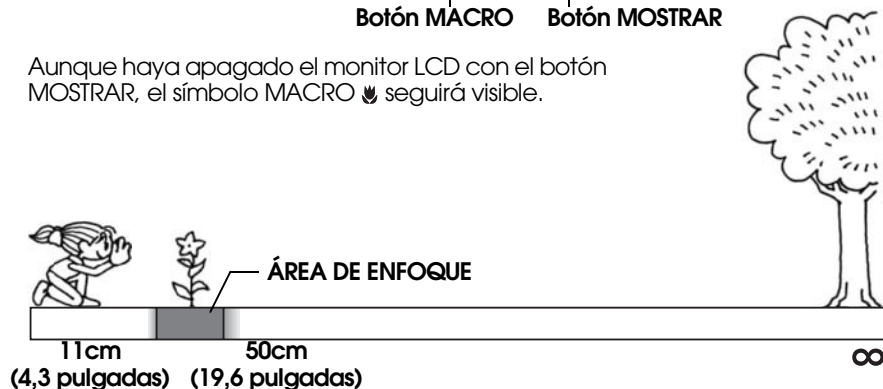 Botón MACRO Botón MOSTRAR
Aunque haya apagado el monitor LCD con el botón
MOSTRAR, el símbolo MACRO seguirá visible.
ÁREA DE ENFOQUE
11cm 50cm ∞
(4,3 pulgadas) (19,6 pulgadas)